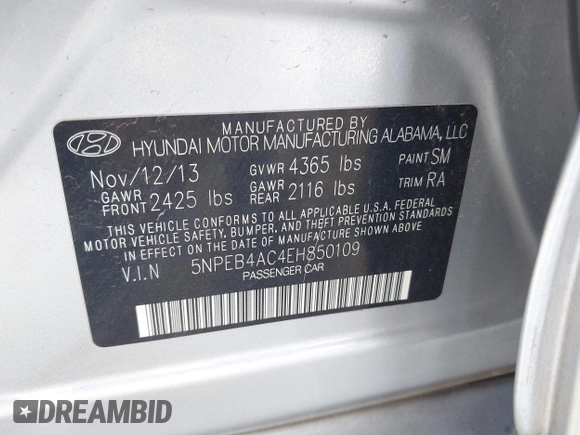 MANUFACTURED BY
HYUNDAI MOTOR MANUFACTURING ALABAMA, LLC
Nov/12/13 GVWR 4365 lbs PAINT SM
GAWR FRONT 2425 lbs GAWR REAR 2116 lbs TRIM RA
THIS VEHICLE CONFORMS TO ALL APPLICABLE U.S.A. FEDERAL
MOTOR VEHICLE SAFETY, BUMPER, AND THEFT PREVENTION STANDARDS
IN EFFECT ON THE DATE OF MANUFACTURE SHOWN ABOVE.
V.I.N 5NPEB4AC4EH850109
PASSENGER CAR
DREAMBID